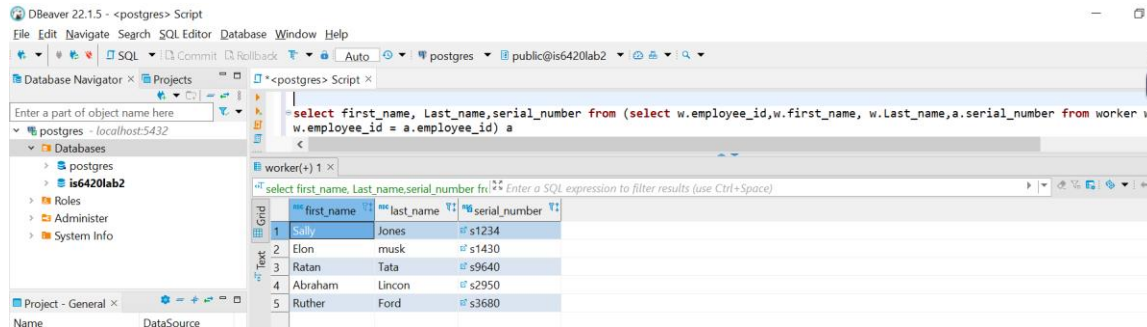 DBeaver 22.1.5 - <postgres> Script
File Edit Navigate Search SQL Editor Database Window Help
SQL Commit Rollback Auto postgres public@is6420lab2
Database Navigator Projects *<postgres> Script
Enter a part of object name here
select first_name, Last_name,serial_number from (select w.employee_id,w.first_name, w.Last_name,a.serial_number from worker w
w.employee_id = a.employee_id) a
postgres - localhost:5432
Databases
postgres
is6420lab2
Roles
Administer
System Info
worker(+) 1
select first_name, Last_name,serial_number fr Enter a SQL expression to filter results (use Ctrl+Space)
Grid
Text
first_name last_name serial_number
1 Sally Jones s1234
2 Elon musk s1430
3 Ratan Tata s9640
4 Abraham Lincon s2950
5 Ruther Ford s3680
Project - General
Name DataSource